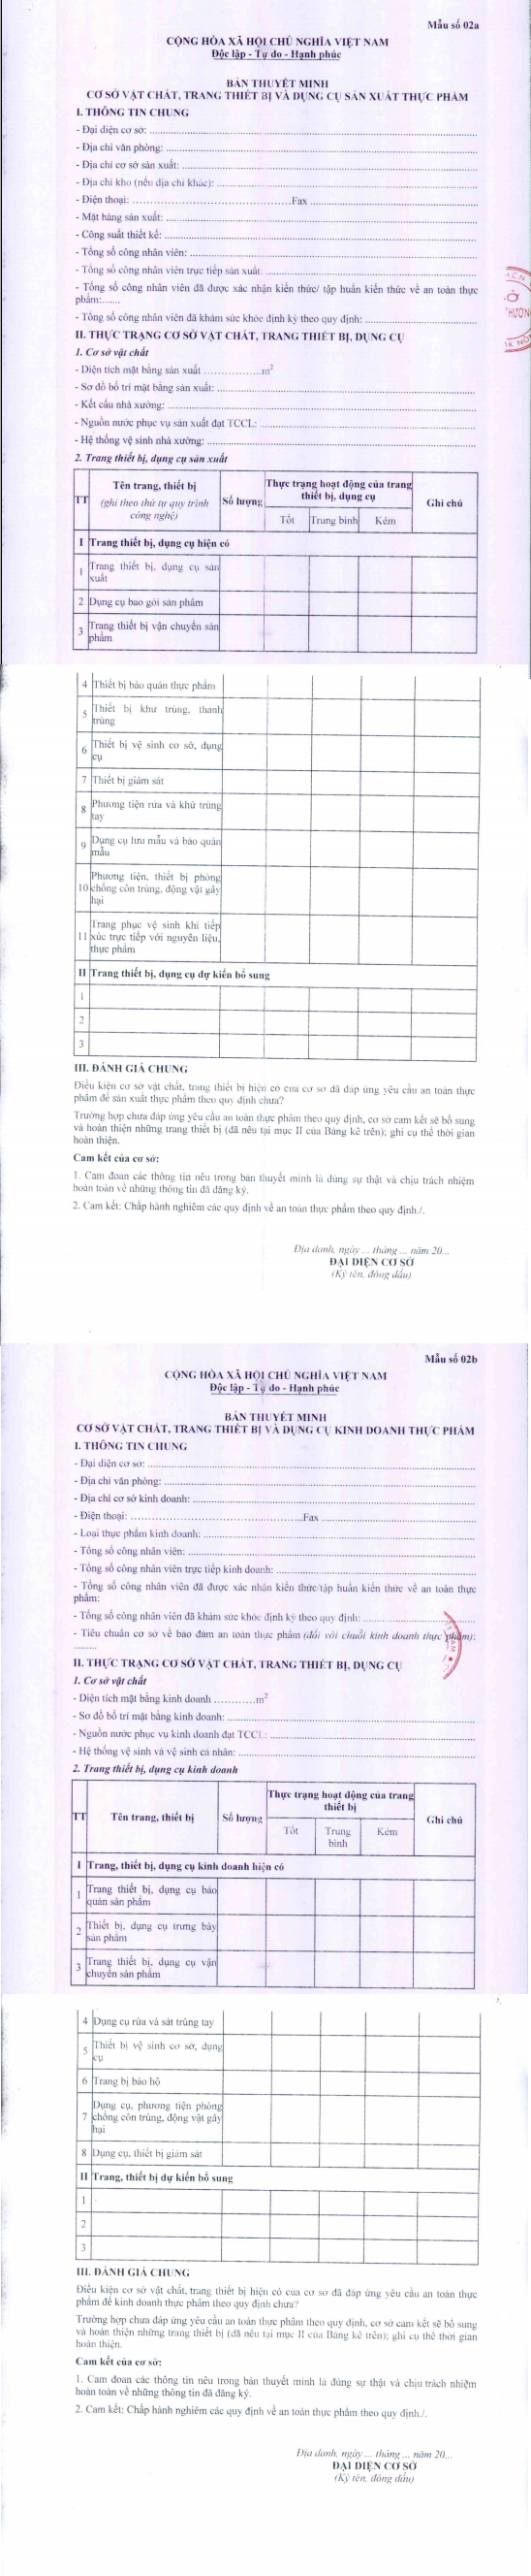 Mẫu số 02a
CỘNG HÒA XÃ HỘI CHỦ NGHĨA VIỆT NAM
Độc lập - Tự do - Hạnh phúc
BẢN THUYẾT MINH
CƠ SỞ VẬT CHẤT, TRANG THIẾT BỊ VÀ DỤNG CỤ SẢN XUẤT THỰC PHẨM
I. THÔNG TIN CHUNG
- Đại diện cơ sở:
- Địa chỉ văn phòng:
- Địa chỉ cơ sở sản xuất:
- Địa chỉ kho (nếu địa chỉ khác):
- Điện thoại: Fax
- Mặt hàng sản xuất:
- Công suất thiết kế:
- Tổng số công nhân viên:
- Tổng số công nhân viên trực tiếp sản xuất:
- Tổng số công nhân viên đã được xác nhận kiến thức/ tập huấn kiến thức về an toàn thực
phẩm:......
- Tổng số công nhân viên đã khám sức khỏe định kỳ theo quy định:
II. THỰC TRẠNG CƠ SỞ VẬT CHẤT, TRANG THIẾT BỊ, DỤNG CỤ
1. Cơ sở vật chất
- Diện tích mặt bằng sản xuất ................m²
- Sơ đồ bố trí mặt bằng sản xuất:
- Kết cấu nhà xưởng:
- Nguồn nước phục vụ sản xuất đạt TCCL:
- Hệ thống vệ sinh nhà xưởng:
2. Trang thiết bị, dụng cụ sản xuất
TT
Tên trang, thiết bị
(ghi theo thứ tự quy trình
công nghệ)
Số lượng
Thực trạng hoạt động của trang
thiết bị, dụng cụ
Ghi chú
Tốt
Trung bình
Kém
I Trang thiết bị, dụng cụ hiện có
1 Trang thiết bị, dụng cụ sản
xuất
2 Dụng cụ bao gói sản phẩm
3 Trang thiết bị vận chuyển sản
phẩm
4 Thiết bị bảo quản thực phẩm
5 Thiết bị khử trùng, thanh
trùng
6 Thiết bị vệ sinh cơ sở, dụng
cụ
7 Thiết bị giám sát
8 Phương tiện rửa và khử trùng
tay
9 Dụng cụ lưu mẫu và bảo quản
mẫu
10 Phương tiện, thiết bị phòng
chống côn trùng, động vật gây
hại
11 Trang phục vệ sinh khi tiếp
xúc trực tiếp với nguyên liệu,
thực phẩm
II Trang thiết bị, dụng cụ dự kiến bổ sung
1
2
3
III. ĐÁNH GIÁ CHUNG
Điều kiện cơ sở vật chất, trang thiết bị hiện có của cơ sở đã đáp ứng yêu cầu an toàn thực
phẩm để sản xuất thực phẩm theo quy định chưa?
Trường hợp chưa đáp ứng yêu cầu an toàn thực phẩm theo quy định, cơ sở cam kết sẽ bổ sung
và hoàn thiện những trang thiết bị (đã nêu tại mục II của Bảng kê trên); ghi cụ thể thời gian
hoàn thiện.
Cam kết của cơ sở:
1. Cam đoan các thông tin nêu trong bản thuyết minh là đúng sự thật và chịu trách nhiệm
hoàn toàn về những thông tin đã đăng ký.
2. Cam kết: Chấp hành nghiêm các quy định về an toàn thực phẩm theo quy định./.
Địa danh, ngày ... tháng ... năm 20...
ĐẠI DIỆN CƠ SỞ
(Ký tên, đóng dấu)
Mẫu số 02b
CỘNG HÒA XÃ HỘI CHỦ NGHĨA VIỆT NAM
Độc lập - Tự do - Hạnh phúc
BẢN THUYẾT MINH
CƠ SỞ VẬT CHẤT, TRANG THIẾT BỊ VÀ DỤNG CỤ KINH DOANH THỰC PHẨM
I. THÔNG TIN CHUNG
- Đại diện cơ sở:
- Địa chỉ văn phòng:
- Địa chỉ cơ sở kinh doanh:
- Điện thoại: Fax
- Loại thực phẩm kinh doanh:
- Tổng số công nhân viên:
- Tổng số công nhân viên trực tiếp kinh doanh:
- Tổng số công nhân viên đã được xác nhận kiến thức/tập huấn kiến thức về an toàn thực
phẩm:
- Tổng số công nhân viên đã khám sức khỏe định kỳ theo quy định:
- Tiêu chuẩn cơ sở về bảo đảm an toàn thực phẩm (đối với chuỗi kinh doanh thực phẩm):
.........
II. THỰC TRẠNG CƠ SỞ VẬT CHẤT, TRANG THIẾT BỊ, DỤNG CỤ
1. Cơ sở vật chất
- Diện tích mặt bằng kinh doanh ............m²
- Sơ đồ bố trí mặt bằng kinh doanh:
- Nguồn nước phục vụ kinh doanh đạt TCCL:
- Hệ thống vệ sinh và vệ sinh cá nhân:
2. Trang thiết bị, dụng cụ kinh doanh
TT
Tên trang, thiết bị
Số lượng
Thực trạng hoạt động của trang
thiết bị
Ghi chú
Tốt
Trung
bình
Kém
I Trang, thiết bị, dụng cụ kinh doanh hiện có
1 Trang thiết bị, dụng cụ bảo
quản sản phẩm
2 Thiết bị, dụng cụ trưng bày
sản phẩm
3 Trang thiết bị, dụng cụ vận
chuyển sản phẩm
4 Dụng cụ rửa và sát trùng tay
5 Thiết bị vệ sinh cơ sở, dụng
cụ
6 Trang bị bảo hộ
7 Dụng cụ, phương tiện phòng
chống côn trùng, động vật gây
hại
8 Dụng cụ, thiết bị giám sát
II Trang, thiết bị dự kiến bổ sung
1
2
3
III. ĐÁNH GIÁ CHUNG
Điều kiện cơ sở vật chất, trang thiết bị hiện có của cơ sở đã đáp ứng yêu cầu an toàn thực
phẩm để kinh doanh thực phẩm theo quy định chưa?
Trường hợp chưa đáp ứng yêu cầu an toàn thực phẩm theo quy định, cơ sở cam kết sẽ bổ sung
và hoàn thiện những trang thiết bị (đã nêu tại mục II của Bảng kê trên); ghi cụ thể thời gian
hoàn thiện.
Cam kết của cơ sở:
1. Cam đoan các thông tin nêu trong bản thuyết minh là đúng sự thật và chịu trách nhiệm
hoàn toàn về những thông tin đã đăng ký.
2. Cam kết: Chấp hành nghiêm các quy định về an toàn thực phẩm theo quy định./.
Địa danh, ngày ... tháng ... năm 20...
ĐẠI DIỆN CƠ SỞ
(Ký tên, đóng dấu)